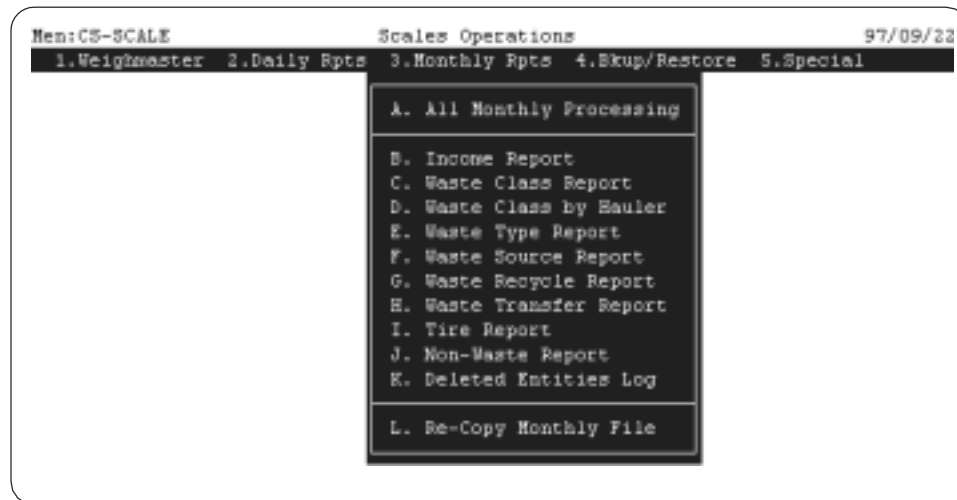 Men:CS-SCALE Scales Operations 97/09/22
1.Weighmaster 2.Daily Rpts 3.Monthly Rpts 4.Bkup/Restore 5.Special
A. All Monthly Processing
B. Income Report
C. Waste Class Report
D. Waste Class by Hauler
E. Waste Type Report
F. Waste Source Report
G. Waste Recycle Report
H. Waste Transfer Report
I. Tire Report
J. Non-Waste Report
K. Deleted Entities Log
L. Re-Copy Monthly File